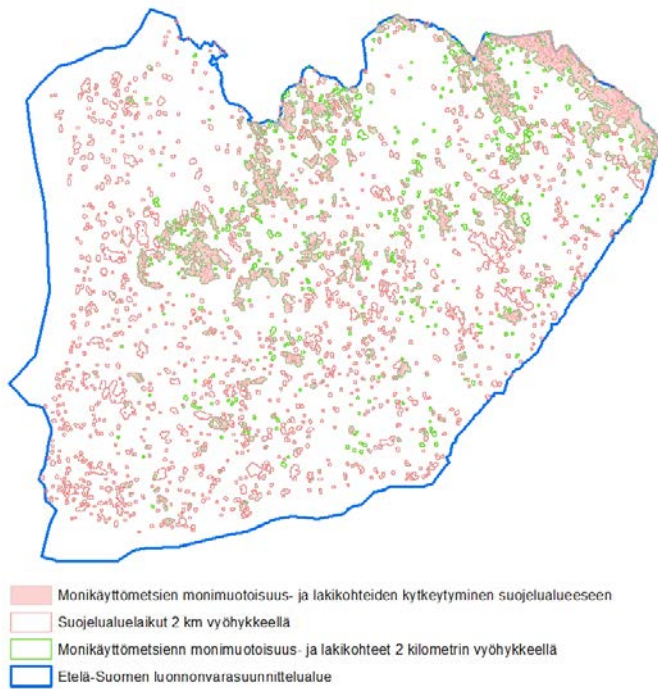 Monikäyttömetsien monimuotoisuus- ja lakikohteiden kytkeytyminen suojelualueeseen
Suojelualuelaikut 2 km vyöhykkeellä
Monikäyttömetsienn monimuotoisuus- ja lakikohteet 2 kilometrin vyöhykkeellä
Etelä-Suomen luonnonvarasuunnittelualue